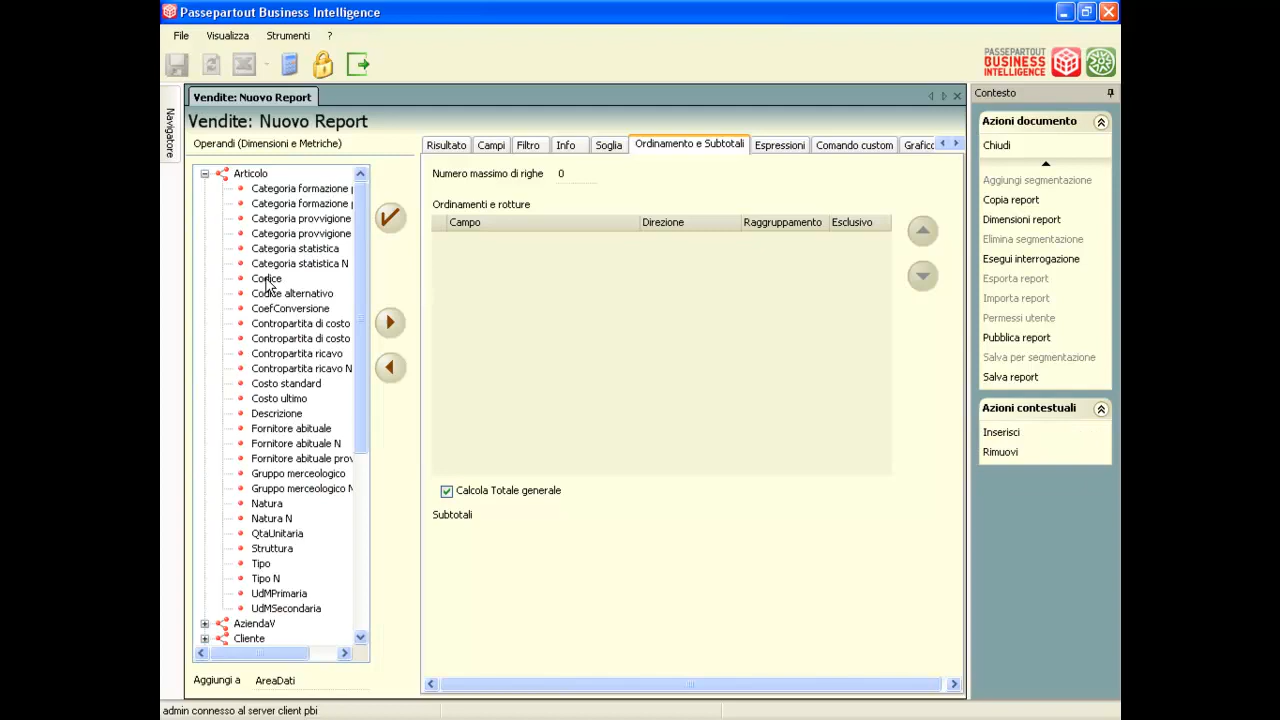 Passepartout Business Intelligence
File Visualizza Strumenti ?
PASSEPARTOUT
BUSINESS
INTELLIGENCE
Navigatore
Vendite: Nuovo Report
Vendite: Nuovo Report
Operandi (Dimensioni e Metriche)
Articolo
Categoria formazione p
Categoria formazione p
Categoria provvigione
Categoria provvigione
Categoria statistica
Categoria statistica N
Codice
Codice alternativo
CoefConversione
Contropartita di costo
Contropartita di costo
Contropartita ricavo
Contropartita ricavo N
Costo standard
Costo ultimo
Descrizione
Fornitore abituale
Fornitore abituale N
Fornitore abituale prov
Gruppo merceologico
Gruppo merceologico N
Natura
Natura N
QtaUnitaria
Struttura
Tipo
Tipo N
UdMPrimaria
UdMSecondaria
AziendaV
Cliente
Aggiungi a AreaDati
Risultato Campi Filtro Info Soglia Ordinamento e Subtotali Espressioni Comando custom Grafico
Numero massimo di righe 0
Ordinamenti e rotture
Campo Direzione Raggruppamento Esclusivo
Calcola Totale generale
Subtotali
Contesto
Azioni documento
Chiudi
Aggiungi segmentazione
Copia report
Dimensioni report
Elimina segmentazione
Esegui interrogazione
Esporta report
Importa report
Permessi utente
Pubblica report
Salva per segmentazione
Salva report
Azioni contestuali
Inserisci
Rimuovi
admin connesso al server client pbi